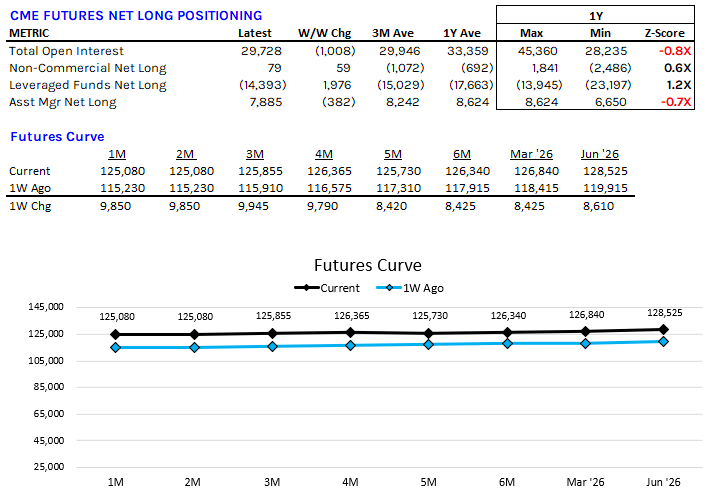 CME FUTURES NET LONG POSITIONING 1Y
METRIC Latest W/W Chg 3M Ave 1Y Ave Max Min Z-Score
Total Open Interest 29,728 (1,008) 29,946 33,359 45,360 28,235 -0.8X
Non-Commercial Net Long 79 59 (1,072) (692) 1,841 (2,486) 0.6X
Leveraged Funds Net Long (14,393) 1,976 (15,029) (17,663) (13,945) (23,197) 1.2X
Asst Mgr Net Long 7,885 (382) 8,242 8,624 8,624 6,650 -0.7X
Futures Curve
1M 2M 3M 4M 5M 6M Mar '26 Jun '26
Current 125,080 125,080 125,855 126,365 125,730 126,340 126,840 128,525
1W Ago 115,230 115,230 115,910 116,575 117,310 117,915 118,415 119,915
1W Chg 9,850 9,850 9,945 9,790 8,420 8,425 8,425 8,610
Futures Curve
Current 1W Ago
145,000
125,080 125,080 125,855 126,365 125,730 126,340 126,840 128,525
125,000
105,000
85,000
65,000
45,000
25,000
1M 2M 3M 4M 5M 6M Mar '26 Jun '26